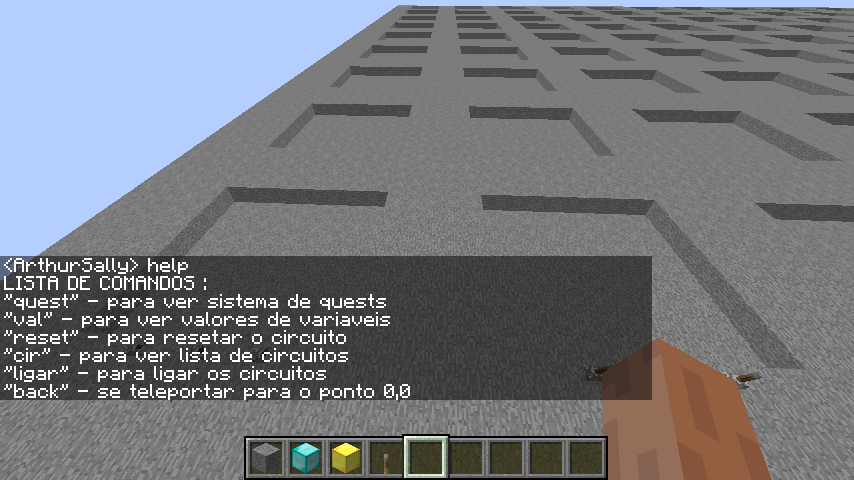 <ArthurSally> help
LISTA DE COMANDOS :
"quest" - para ver sistema de quests
"val" - para ver valores de variaveis
"reset" - para resetar o circuito
"cir" - para ver lista de circuitos
"ligar" - para ligar os circuitos
"back" - se teleportar para o ponto 0,0